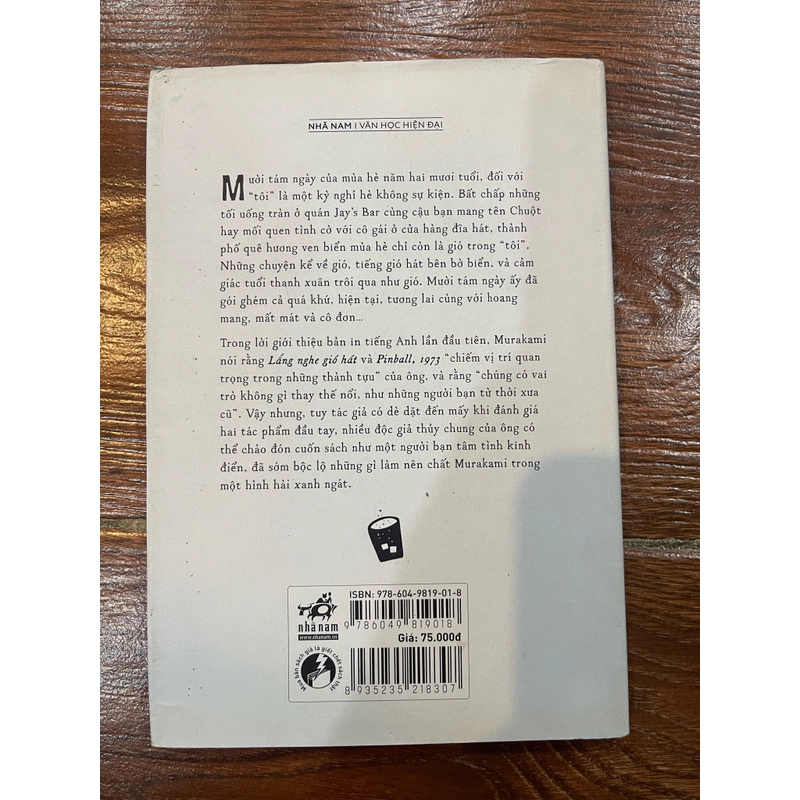 NHÃ NAM | VĂN HỌC HIỆN ĐẠI
Mười tám ngày của mùa hè năm hai mươi tuổi, đối với
"tôi" là một kỳ nghỉ hè không sự kiện. Bất chấp những
tối uống tràn ở quán Jay's Bar cùng cậu bạn mang tên Chuột
hay mối quen tình cờ với cô gái ở cửa hàng đĩa hát, thành
phố quê hương ven biển mùa hè chỉ còn là gió trong "tôi".
Những chuyện kể về gió, tiếng gió hát bên bờ biển, và cảm
giác tuổi thanh xuân trôi qua như gió. Mười tám ngày ấy đã
gói ghém cả quá khứ, hiện tại, tương lai cùng với hoang
mang, mất mát và cô đơn...
Trong lời giới thiệu bản in tiếng Anh lần đầu tiên, Murakami
nói rằng Lắng nghe gió hát và Pinball, 1973 "chiếm vị trí quan
trọng trong những thành tựu" của ông, và rằng "chúng có vai
trò không gì thay thế nổi, như những người bạn từ thời xưa
cũ". Vậy nhưng, tuy tác giả có dè dặt đến mấy khi đánh giá
hai tác phẩm đầu tay, nhiều độc giả thủy chung của ông có
thể chào đón cuốn sách như một người bạn tâm tình kinh
điển, đã sớm bộc lộ những gì làm nên chất Murakami trong
một hình hài xanh ngát.
ISBN: 978-604-9819-01-8
nhã nam
www.nhanam.vn
9 786049 819018
Giá: 75.000đ
Mua bán sách giả là giết chết sách thật
8 935235 218307